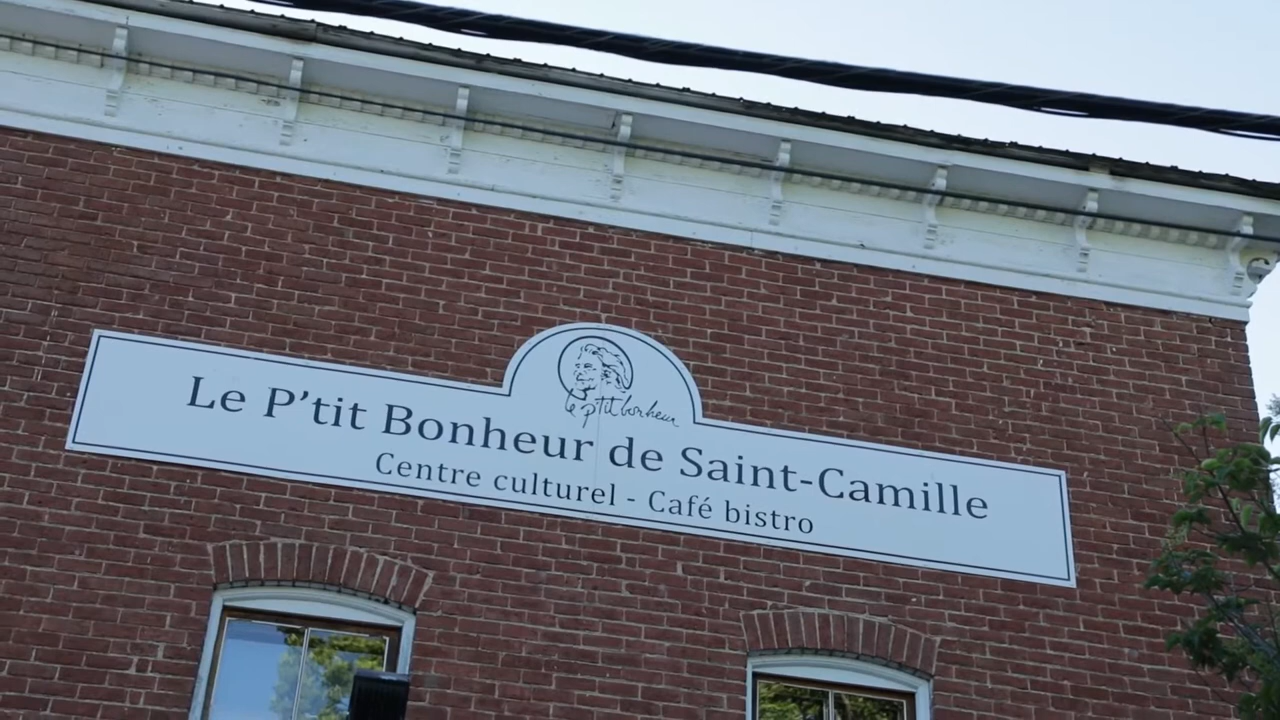 le p'tit bonheur
Le P'tit Bonheur de Saint-Camille
Centre culturel - Café bistro